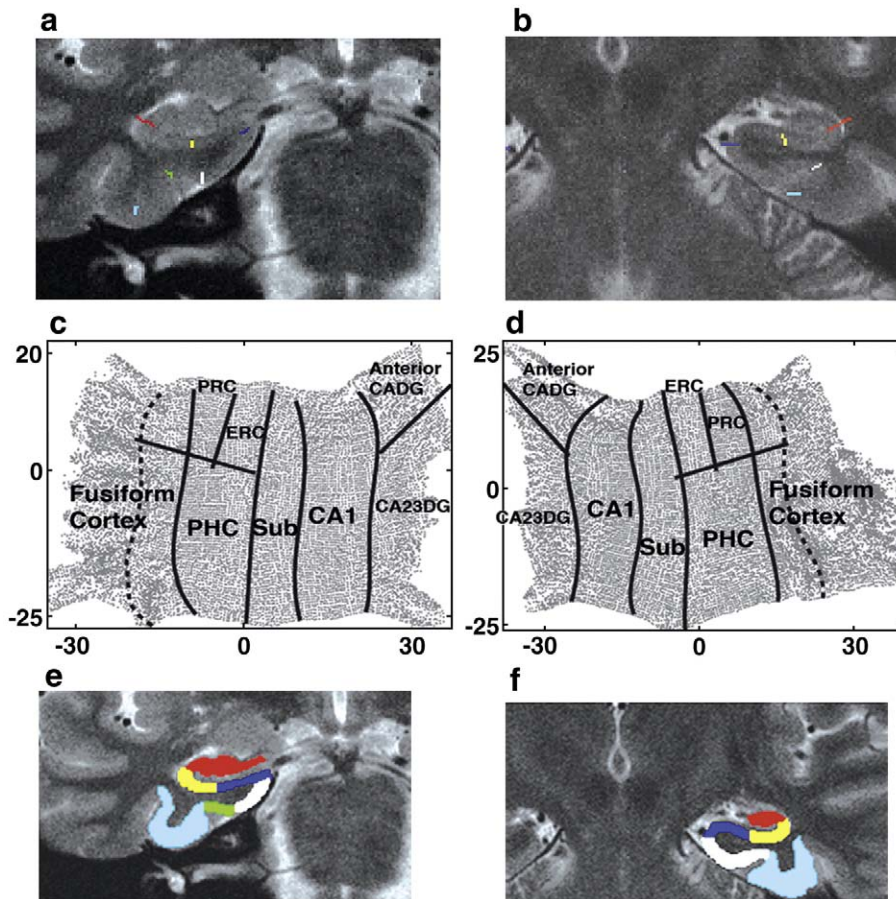 a
b
c
20
0
-25
-30
0
30
PRC
Anterior
CADG
ERC
Fusiform
Cortex
PHC
Sub
CA1
CA23DG
d
25
0
-25
-30
0
30
Anterior
CADG
ERC
PRC
CA23DG
CA1
Sub
PHC
Fusiform
Cortex
e
f